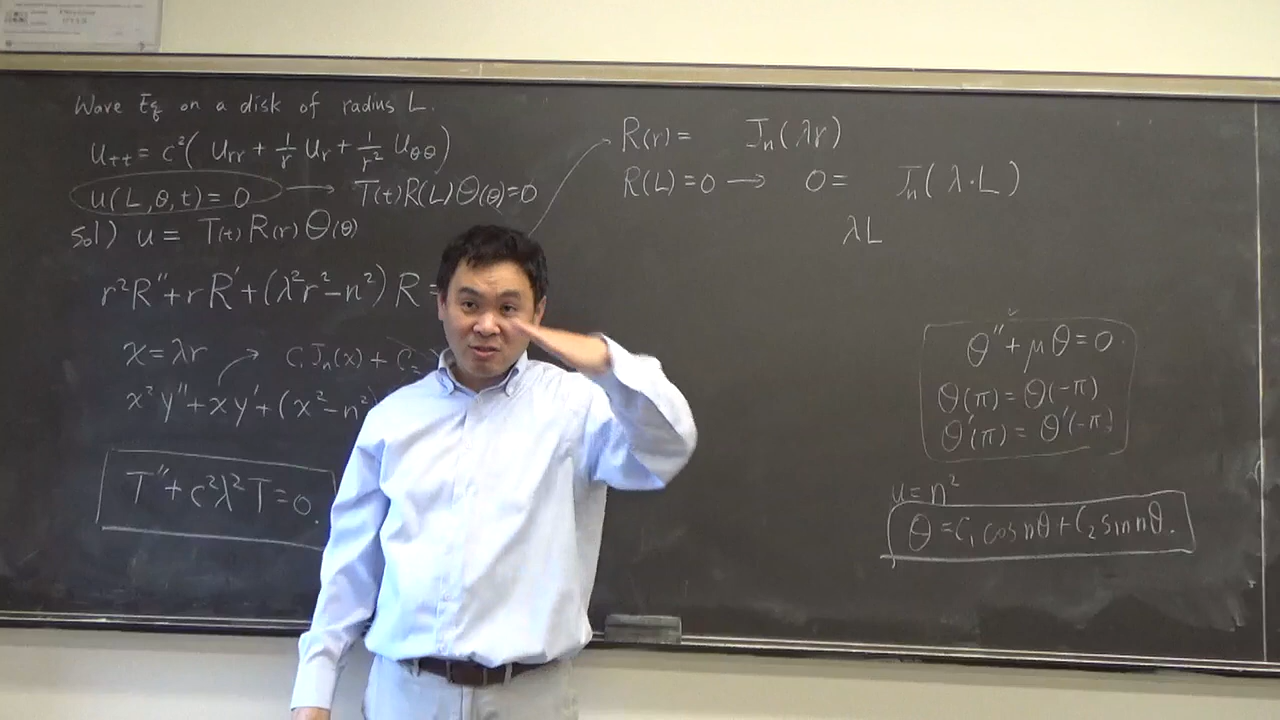 Wave Eq on a disk of radius L.
u_tt = c²( u_rr + 1/r u_r + 1/r² u_θθ )
u(L,θ,t) = 0 → T(t)R(L)Θ(θ)=0
sol) u = T(t) R(r) Θ(θ)
r²R'' + rR' + (λ²r² − n²) R =
x = λr → c₁J_n(x) + c₂
x²y'' + xy' + (x² − n²)
T'' + c²λ²T = 0.
R(r) = J_n(λr)
R(L) = 0 → 0 = J_n(λ·L)
λL
Θ'' + μΘ = 0.
Θ(π) = Θ(−π)
Θ'(π) = Θ'(−π)
μ = n²
Θ = C₁ cos nθ + C₂ sin nθ.